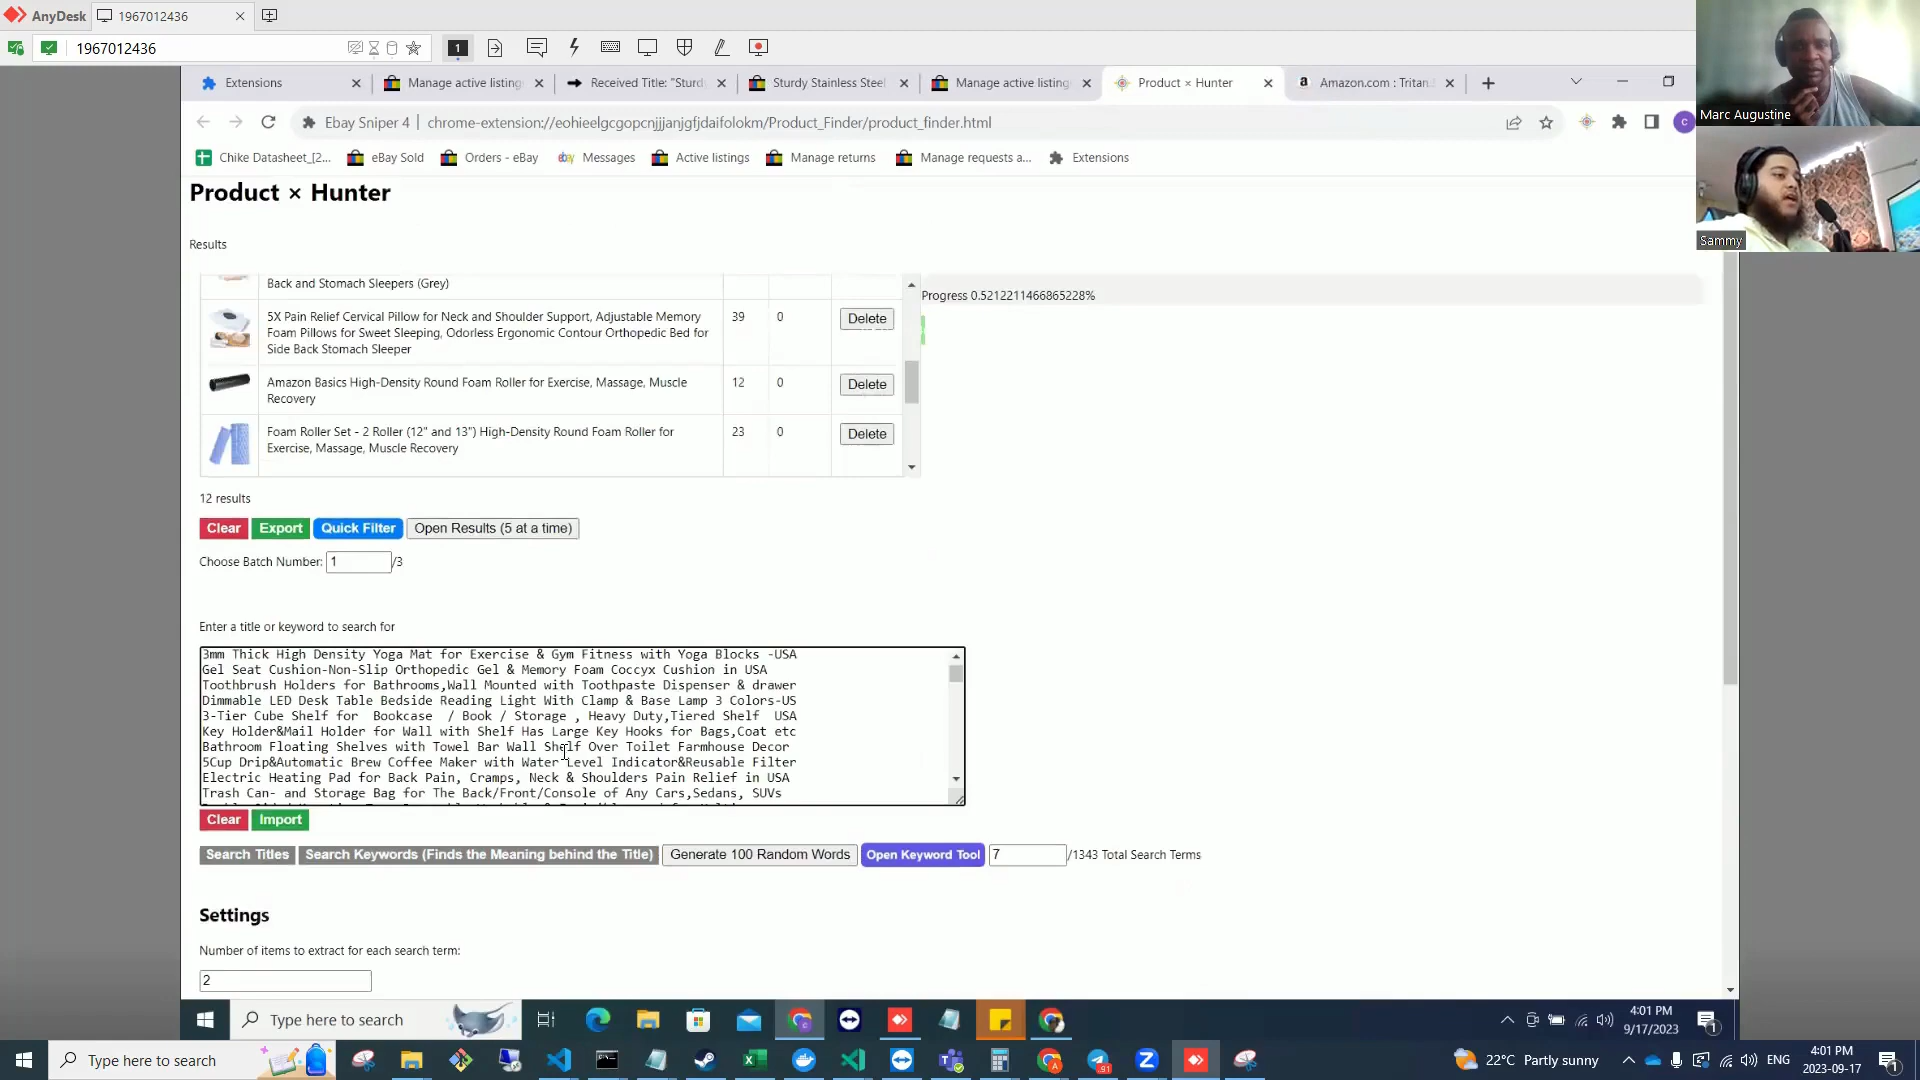 AnyDesk
1967012436
1967012436
1
Extensions
Manage active listing
Received Title: "Sturd
Sturdy Stainless Steel
Manage active listing
Product × Hunter
Amazon.com : Tritan
Ebay Sniper 4
chrome-extension://eohieelgcgopcnjjjanjgfjdaifolokm/Product_Finder/product_finder.html
c
Chike Datasheet_[2...
eBay Sold
Orders - eBay
Messages
Active listings
Manage returns
Manage requests a...
Extensions
Marc Augustine
Sammy
Product × Hunter
Results
Back and Stomach Sleepers (Grey)
Progress 0.5212211466865228%
5X Pain Relief Cervical Pillow for Neck and Shoulder Support, Adjustable Memory
Foam Pillows for Sweet Sleeping, Odorless Ergonomic Contour Orthopedic Bed for
Side Back Stomach Sleeper
39
0
Delete
Amazon Basics High-Density Round Foam Roller for Exercise, Massage, Muscle
Recovery
12
0
Delete
Foam Roller Set - 2 Roller (12" and 13") High-Density Round Foam Roller for
Exercise, Massage, Muscle Recovery
23
0
Delete
12 results
Clear
Export
Quick Filter
Open Results (5 at a time)
Choose Batch Number: 1 /3
Enter a title or keyword to search for
3mm Thick High Density Yoga Mat for Exercise & Gym Fitness with Yoga Blocks -USA
Gel Seat Cushion-Non-Slip Orthopedic Gel & Memory Foam Coccyx Cushion in USA
Toothbrush Holders for Bathrooms,Wall Mounted with Toothpaste Dispenser & drawer
Dimmable LED Desk Table Bedside Reading Light With Clamp & Base Lamp 3 Colors-US
3-Tier Cube Shelf for  Bookcase  / Book / Storage , Heavy Duty,Tiered Shelf  USA
Key Holder&Mail Holder for Wall with Shelf Has Large Key Hooks for Bags,Coat etc
Bathroom Floating Shelves with Towel Bar Wall Shelf Over Toilet Farmhouse Decor
5Cup Drip&Automatic Brew Coffee Maker with Water Level Indicator&Reusable Filter
Electric Heating Pad for Back Pain, Cramps, Neck & Shoulders Pain Relief in USA
Trash Can- and Storage Bag for The Back/Front/Console of Any Cars,Sedans, SUVs
Clear
Import
Search Titles
Search Keywords (Finds the Meaning behind the Title)
Generate 100 Random Words
Open Keyword Tool
7
/1343 Total Search Terms
Settings
Number of items to extract for each search term:
2
Type here to search
4:01 PM
9/17/2023
1
Type here to search
22°C Partly sunny
ENG
4:01 PM
2023-09-17
1